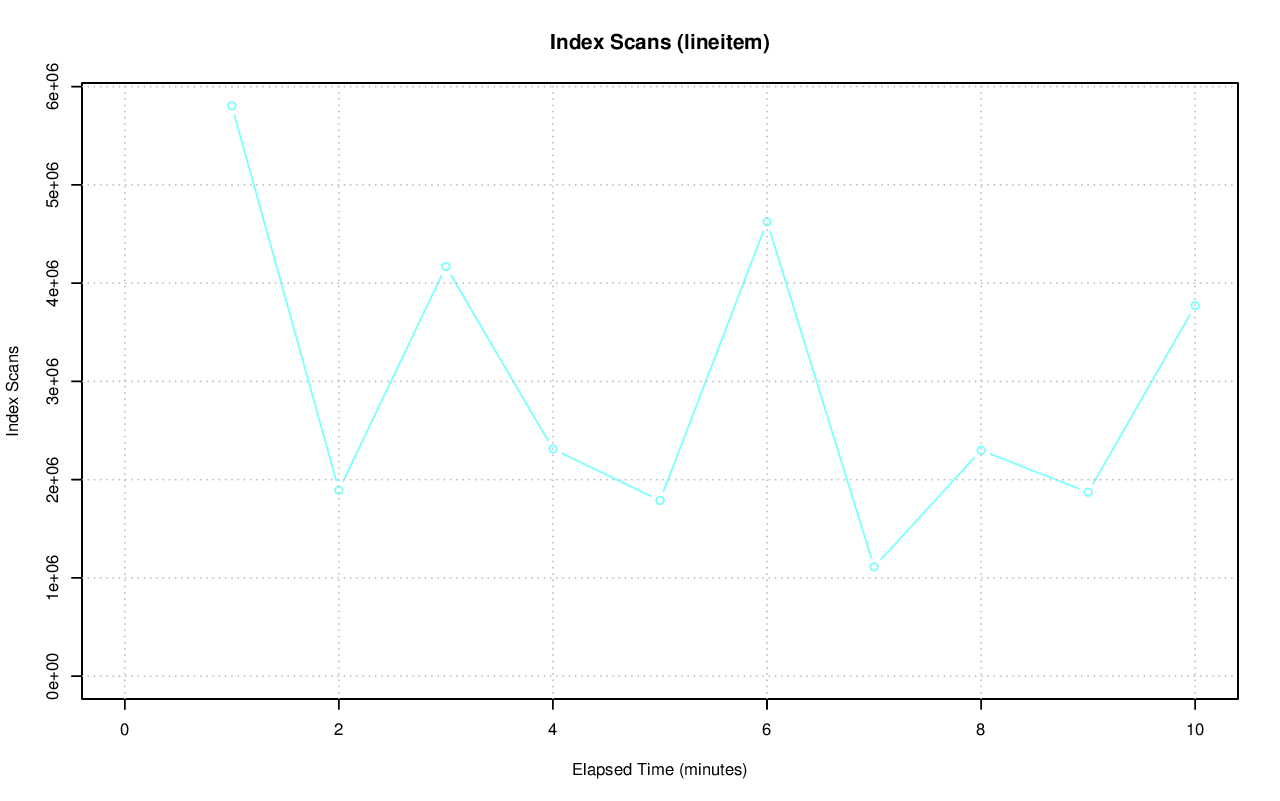 Index Scans (lineitem)
6e+06
5e+06
4e+06
3e+06
2e+06
1e+06
0e+00
Index Scans
0 2 4 6 8 10
Elapsed Time (minutes)